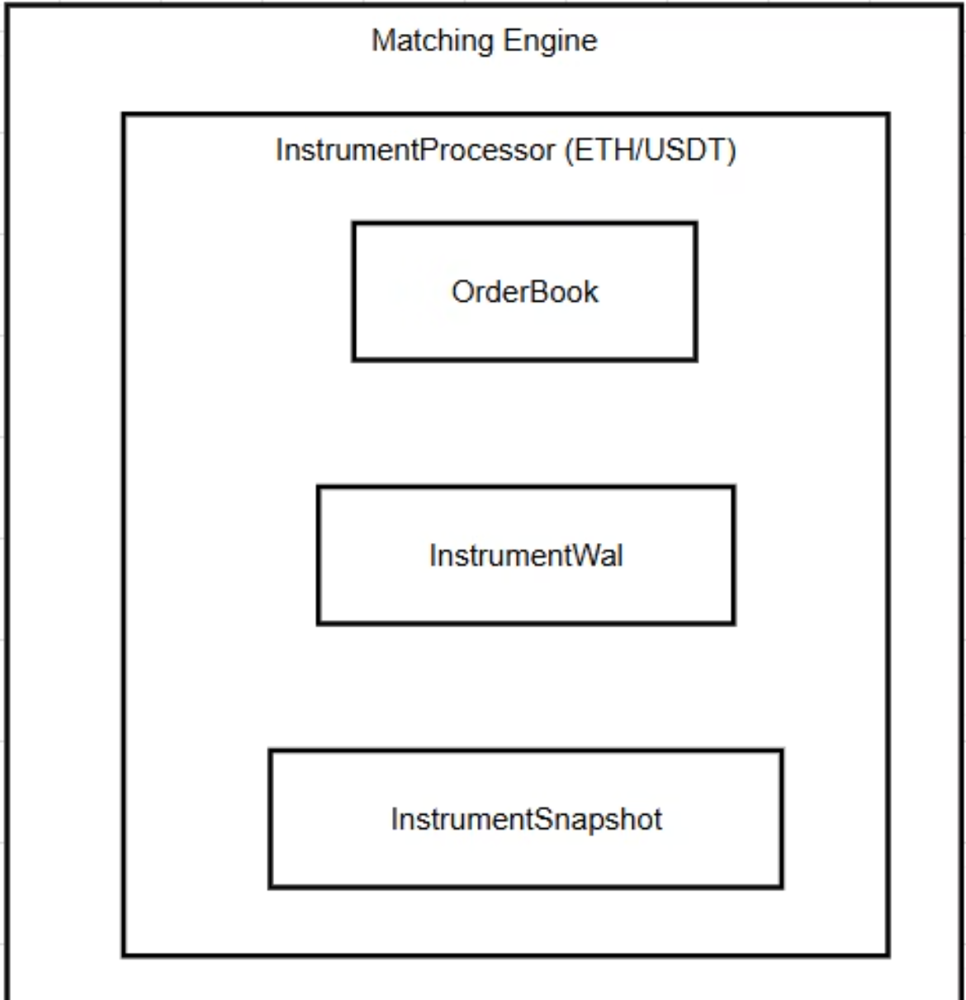 Matching Engine
InstrumentProcessor (ETH/USDT)
OrderBook
InstrumentWal
InstrumentSnapshot